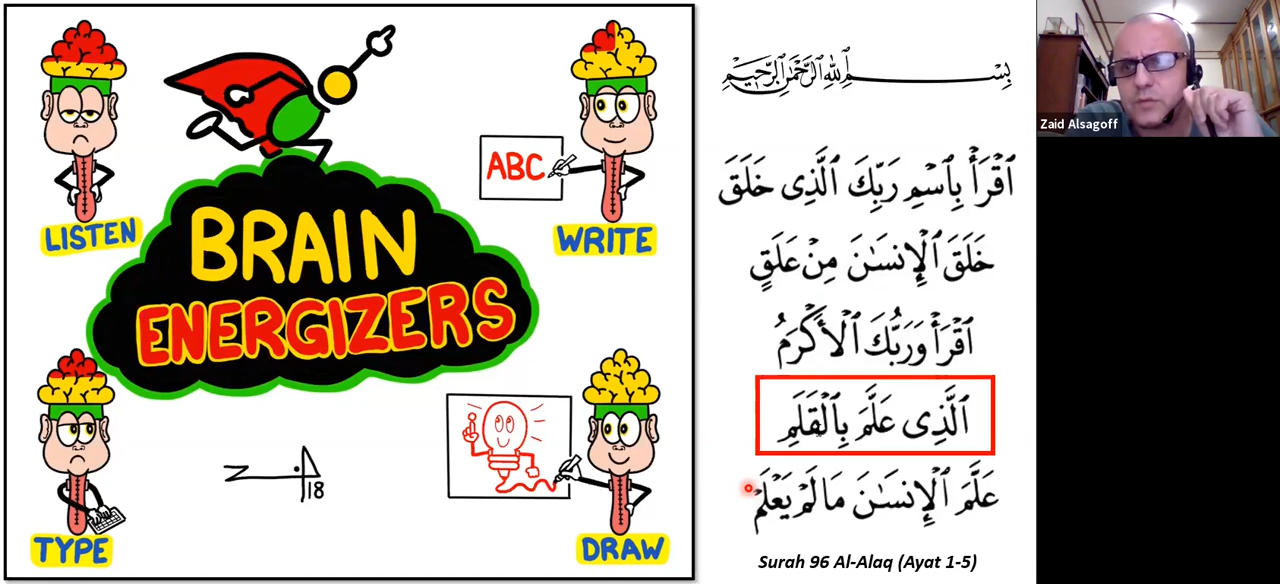 LISTEN
WRITE
ABC
BRAIN
ENERGIZERS
TYPE
DRAW
18
بِسْمِ ٱللَّهِ ٱلرَّحْمَٰنِ ٱلرَّحِيمِ
ٱقْرَأْ بِٱسْمِ رَبِّكَ ٱلَّذِى خَلَقَ
خَلَقَ ٱلْإِنسَٰنَ مِنْ عَلَقٍ
ٱقْرَأْ وَرَبُّكَ ٱلْأَكْرَمُ
ٱلَّذِى عَلَّمَ بِٱلْقَلَمِ
عَلَّمَ ٱلْإِنسَٰنَ مَا لَمْ يَعْلَمْ
Surah 96 Al-Alaq (Ayat 1-5)
Zaid Alsagoff